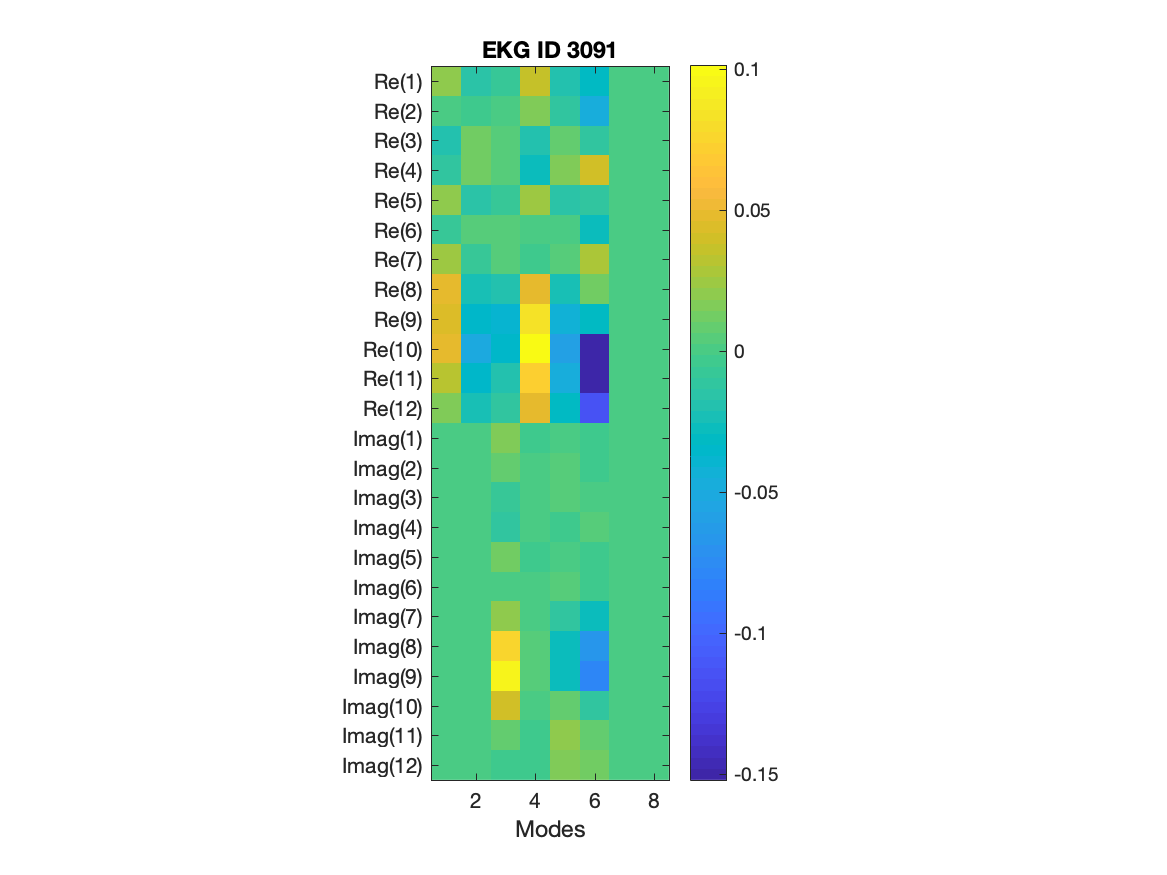 EKG ID 3091
Re(1)
Re(2)
Re(3)
Re(4)
Re(5)
Re(6)
Re(7)
Re(8)
Re(9)
Re(10)
Re(11)
Re(12)
Imag(1)
Imag(2)
Imag(3)
Imag(4)
Imag(5)
Imag(6)
Imag(7)
Imag(8)
Imag(9)
Imag(10)
Imag(11)
Imag(12)
2 4 6 8
Modes
0.1
0.05
0
-0.05
-0.1
-0.15